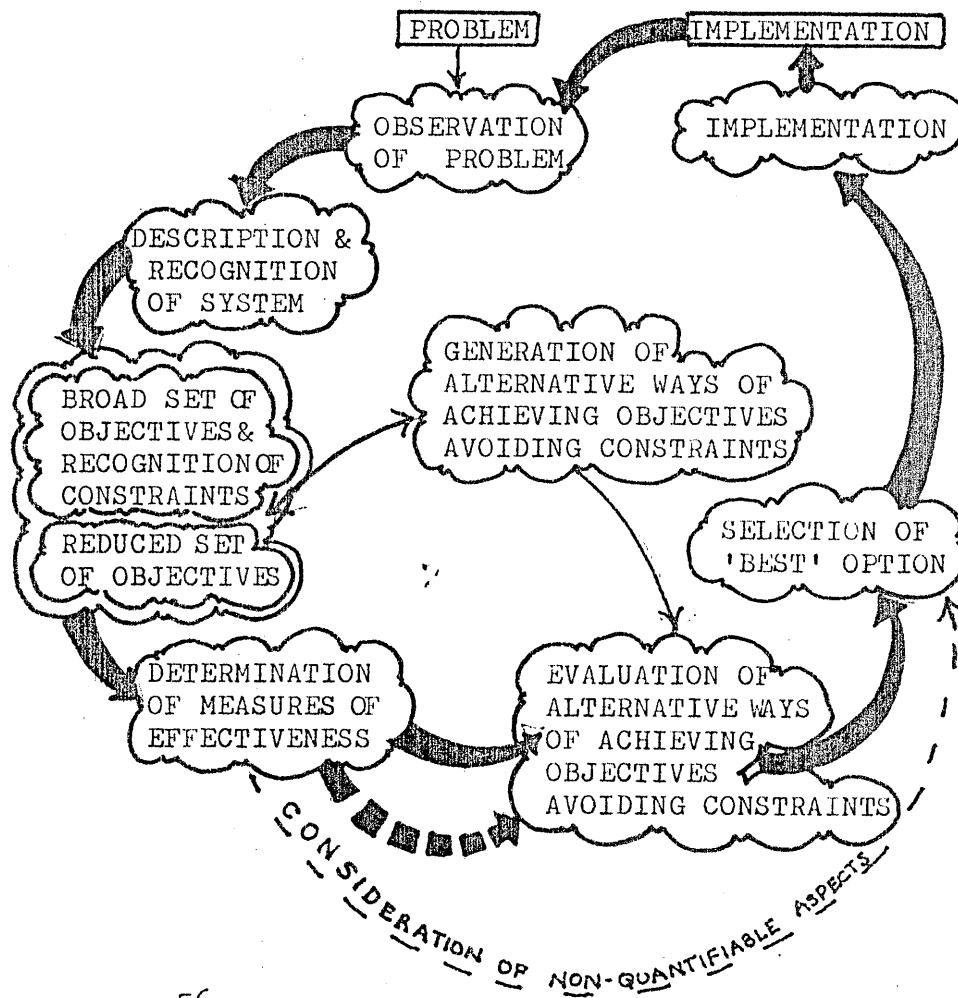 PROBLEM
IMPLEMENTATION
OBSERVATION
OF PROBLEM
IMPLEMENTATION
DESCRIPTION &
RECOGNITION
OF SYSTEM
GENERATION OF
ALTERNATIVE WAYS OF
ACHIEVING OBJECTIVES
AVOIDING CONSTRAINTS
BROAD SET OF
OBJECTIVES &
RECOGNITION OF
CONSTRAINTS
REDUCED SET
OF OBJECTIVES
SELECTION OF
'BEST' OPTION
DETERMINATION
OF MEASURES OF
EFFECTIVENESS
EVALUATION OF
ALTERNATIVE WAYS
OF ACHIEVING
OBJECTIVES
AVOIDING CONSTRAINTS
CONSIDERATION OF NON-QUANTIFIABLE ASPECTS